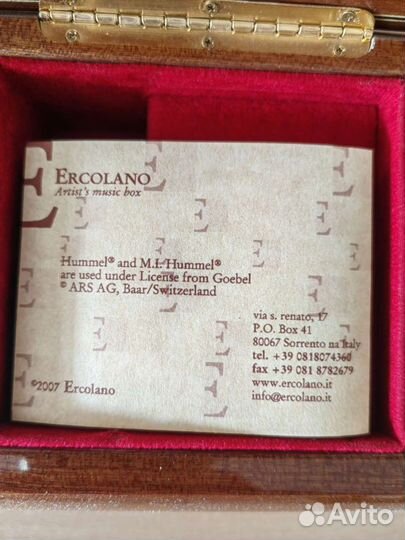 ERCOLANO
Artist's music box
Hummel® and M.I. Hummel®
are used under License from Goebel
© ARS AG, Baar/Switzerland
via s. renato, 17
P.O. Box 41
80067 Sorrento na Italy
tel. +39 0818074360
fax +39 081 8782679
www.ercolano.it
info@ercolano.it
©2007 Ercolano
Avito